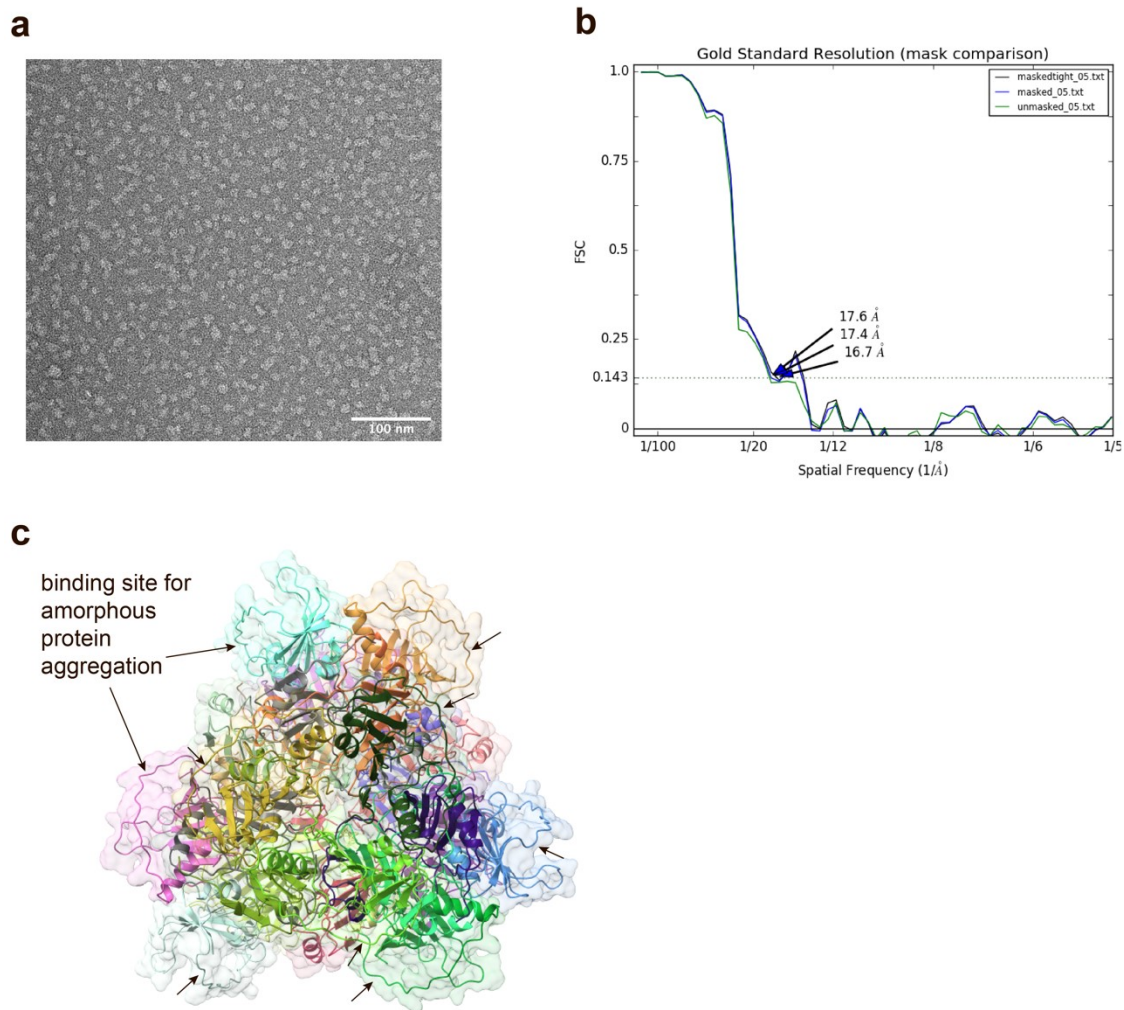 a
100 nm
b
Gold Standard Resolution (mask comparison)
maskedtight_05.txt
masked_05.txt
unmasked_05.txt
1.0
0.75
0.5
0.25
0.143
0
FSC
17.6 Å
17.4 Å
16.7 Å
1/100
1/20
1/12
1/8
1/6
1/5
Spatial Frequency (1/Å)
c
binding site for
amorphous
protein
aggregation